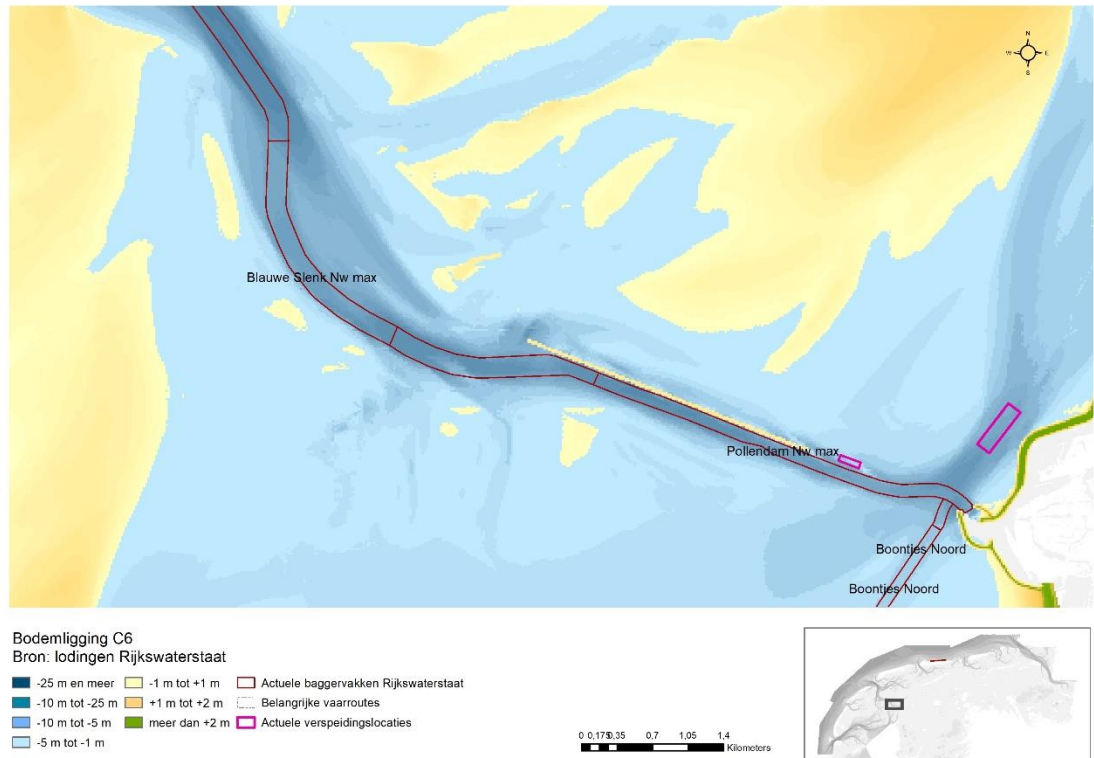 N
W E
S
Blauwe Slenk Nw max
Pollendam Nw max
Boontjes Noord
Boontjes Noord
Bodemligging C6
Bron: lodingen Rijkswaterstaat
-25 m en meer
-10 m tot -25 m
-10 m tot -5 m
-5 m tot -1 m
-1 m tot +1 m
+1 m tot +2 m
meer dan +2 m
Actuele baggervakken Rijkswaterstaat
Belangrijke vaarroutes
Actuele verspeidingslocaties
0 0,175 0,35 0,7 1,05 1,4
Kilometers